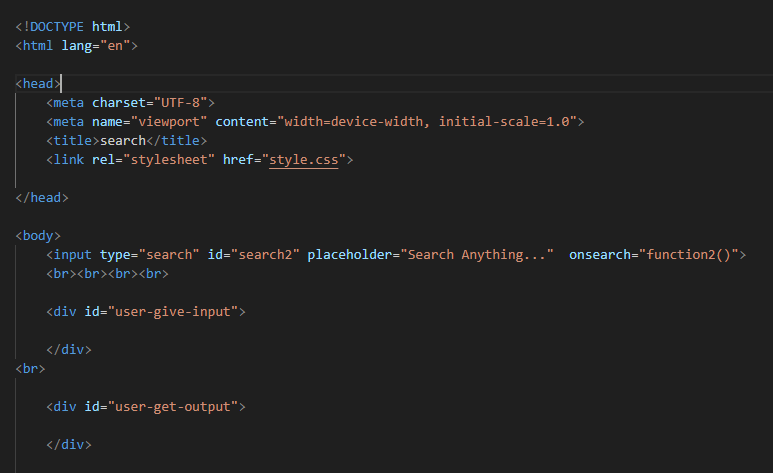 <!DOCTYPE html>
<html lang="en">
<head>
<meta charset="UTF-8">
<meta name="viewport" content="width=device-width, initial-scale=1.0">
<title>search</title>
<link rel="stylesheet" href="style.css">
</head>
<body>
<input type="search" id="search2" placeholder="Search Anything..."  onsearch="function2()">
<br><br><br><br>
<div id="user-give-input">
</div>
<br>
<div id="user-get-output">
</div>